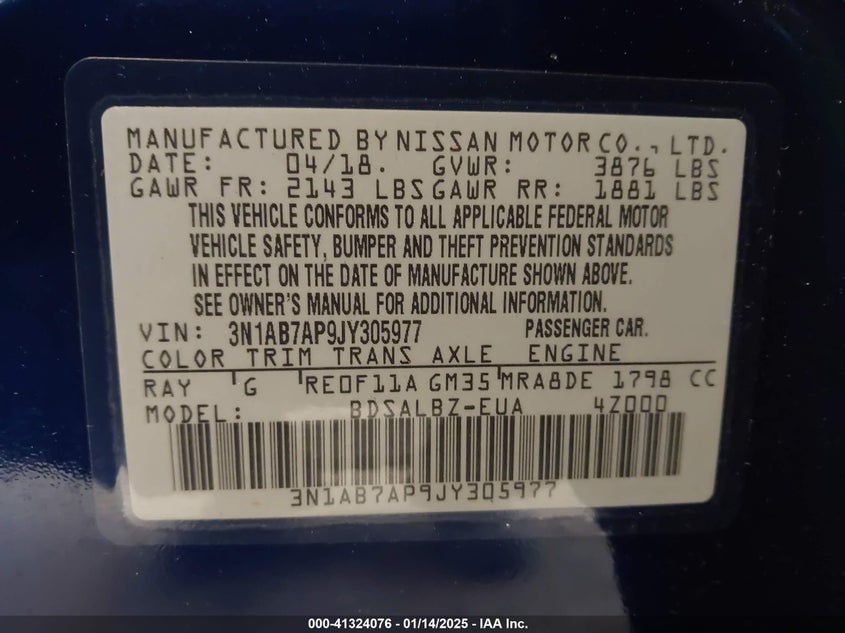 MANUFACTURED BY NISSAN MOTOR CO., LTD.
DATE: 04/18. GVWR: 3876 LBS
GAWR FR: 2143 LBS GAWR RR: 1881 LBS
THIS VEHICLE CONFORMS TO ALL APPLICABLE FEDERAL MOTOR
VEHICLE SAFETY, BUMPER AND THEFT PREVENTION STANDARDS
IN EFFECT ON THE DATE OF MANUFACTURE SHOWN ABOVE.
SEE OWNER'S MANUAL FOR ADDITIONAL INFORMATION.
VIN: 3N1AB7AP9JY305977 PASSENGER CAR.
COLOR TRIM TRANS AXLE ENGINE
RAY G RE0F11A GM35 MRA8DE 1798 CC
MODEL: BDSALBZ-EUA 4Z000
3N1AB7AP9JY305977
000-41324076 - 01/14/2025 - IAA Inc.